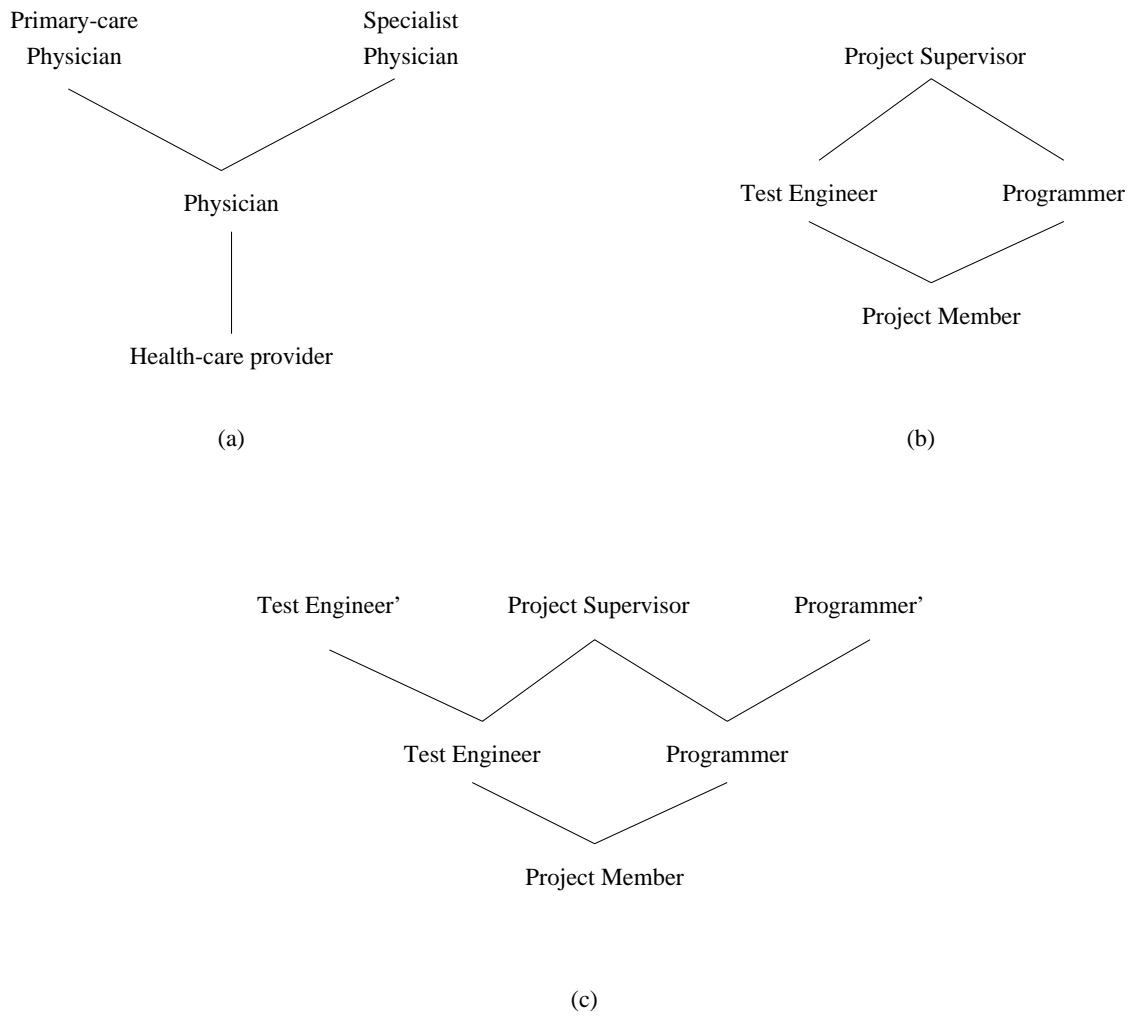 Primary-care
Physician
Specialist
Physician
Physician
Health-care provider
(a)
Project Supervisor
Test Engineer
Programmer
Project Member
(b)
Test Engineer’
Project Supervisor
Programmer’
Test Engineer
Programmer
Project Member
(c)